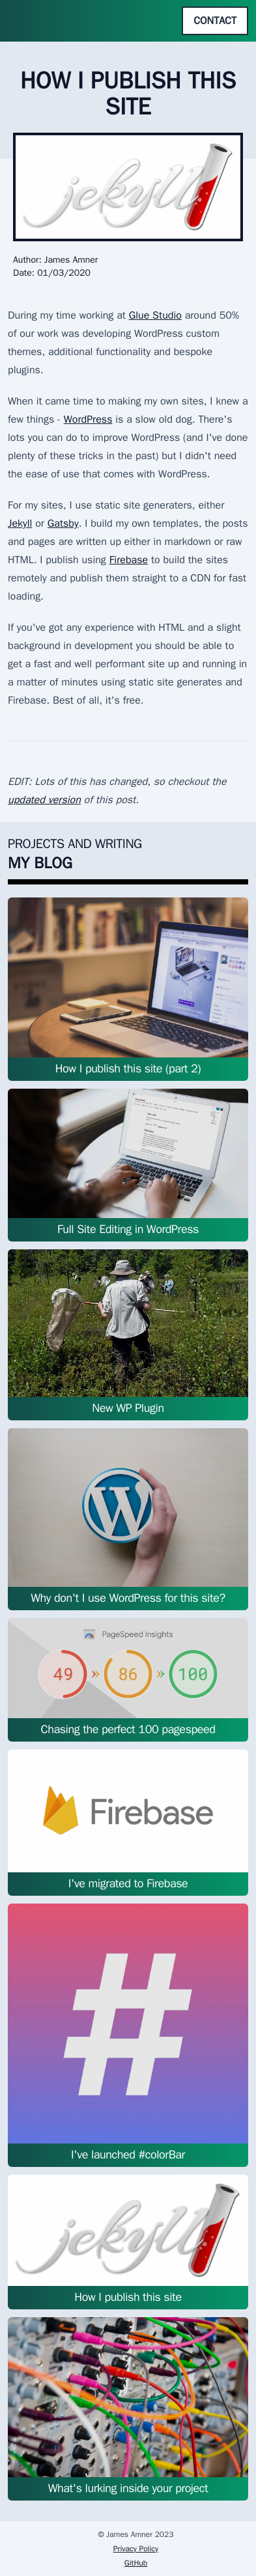 CONTACT
HOW I PUBLISH THIS
SITE
jekyll
Author: James Amner
Date: 01/03/2020
During my time working at Glue Studio around 50%
of our work was developing WordPress custom
themes, additional functionality and bespoke
plugins.
When it came time to making my own sites, I knew a
few things - WordPress is a slow old dog. There's
lots you can do to improve WordPress (and I've done
plenty of these tricks in the past) but I didn't need
the ease of use that comes with WordPress.
For my sites, I use static site generaters, either
Jekyll or Gatsby. I build my own templates, the posts
and pages are written up either in markdown or raw
HTML. I publish using Firebase to build the sites
remotely and publish them straight to a CDN for fast
loading.
If you've got any experience with HTML and a slight
background in development you should be able to
get a fast and well performant site up and running in
a matter of minutes using static site generates and
Firebase. Best of all, it's free.
EDIT: Lots of this has changed, so checkout the
updated version of this post.
PROJECTS AND WRITING
MY BLOG
How I publish this site (part 2)
Full Site Editing in WordPress
New WP Plugin
Why don't I use WordPress for this site?
PageSpeed Insights
49 » 86 » 100
Chasing the perfect 100 pagespeed
Firebase
I've migrated to Firebase
#
I've launched #colorBar
jekyll
How I publish this site
What's lurking inside your project
© James Amner 2023
Privacy Policy
GitHub